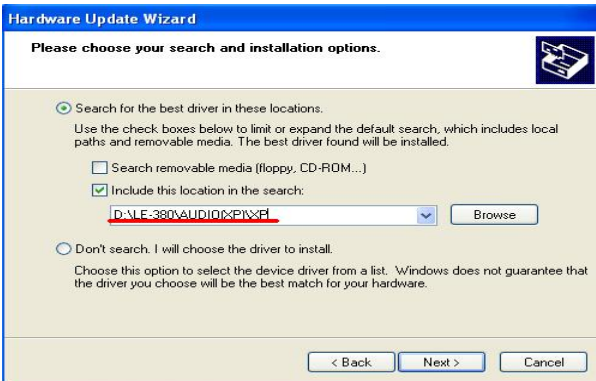 Hardware Update Wizard
Please choose your search and installation options.
Search for the best driver in these locations.
Use the check boxes below to limit or expand the default search, which includes local
paths and removable media. The best driver found will be installed.
Search removable media (floppy, CD-ROM...)
Include this location in the search:
D:\LE-380\AUDIO(XP)\XP
Browse
Don't search. I will choose the driver to install.
Choose this option to select the device driver from a list. Windows does not guarantee that
the driver you choose will be the best match for your hardware.
< Back Next > Cancel